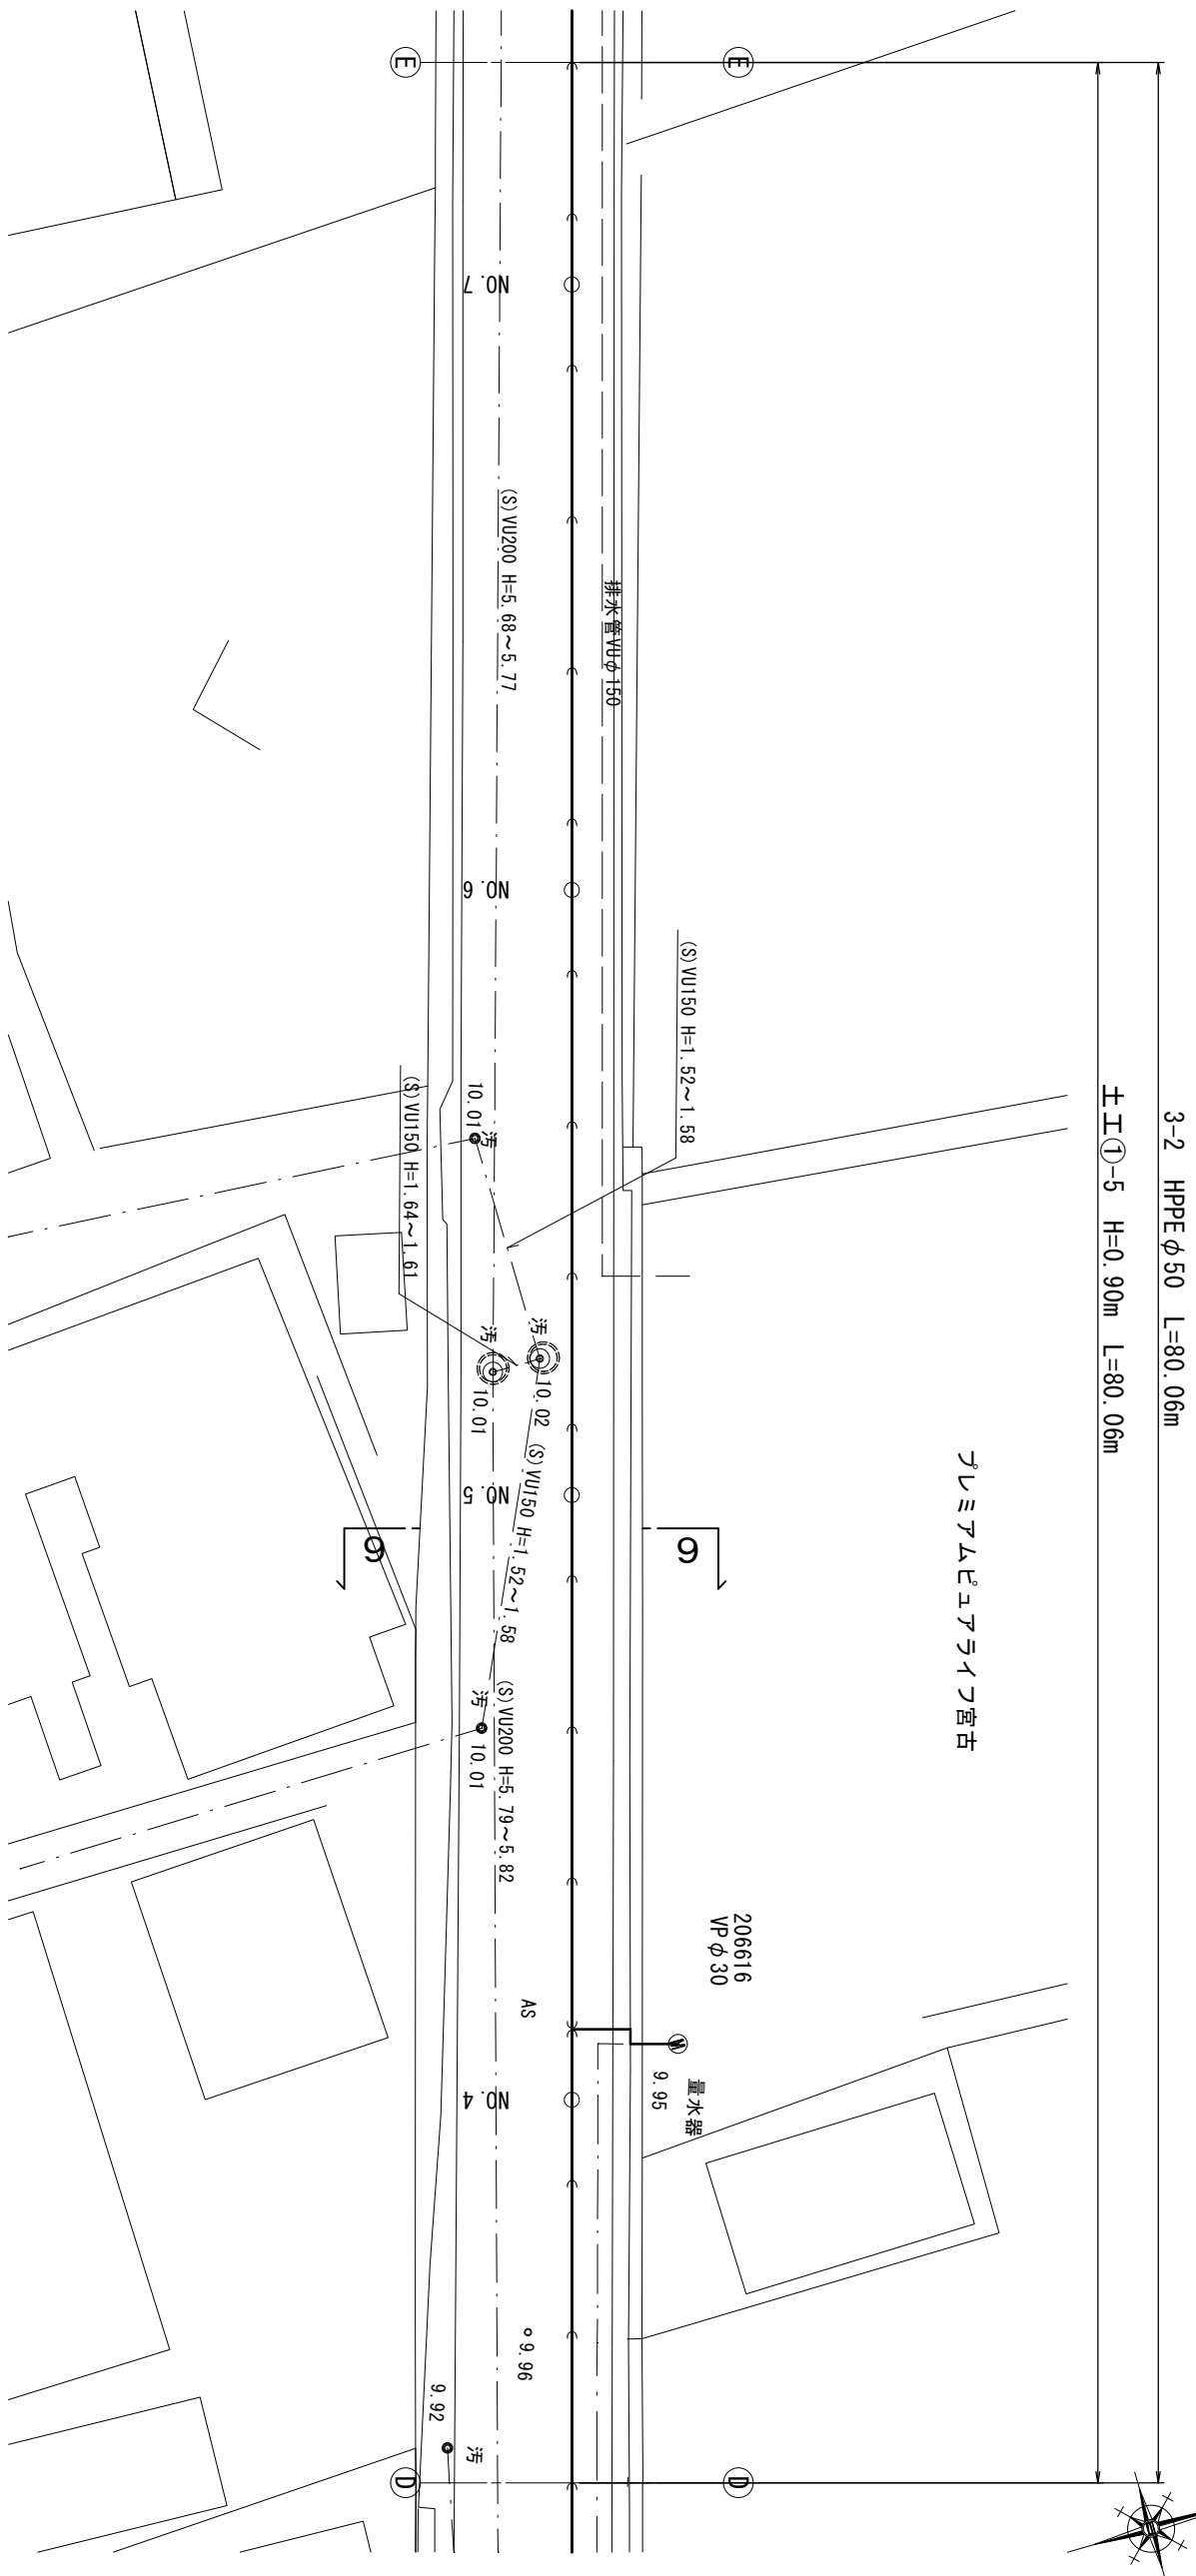 3-2 HPPEφ50 L=80.06m
土工①-5 H=0.90m L=80.06m
E
E
NO.7
(S)VU200 H=5.68～5.77
排水管VUφ150
NO.6
(S)VU150 H=1.52～1.58
(S)VU150 H=1.64～1.61
10.01
汚
汚
10.02
汚
10.01
NO.5
(S)VU150 H=1.52～1.58
9
9
プレミアムピュアライフ宮古
汚
10.01
(S)VU200 H=5.79～5.82
206616
VPφ30
AS
M
量水器
9.95
NO.4
9.96
9.92
汚
D
D